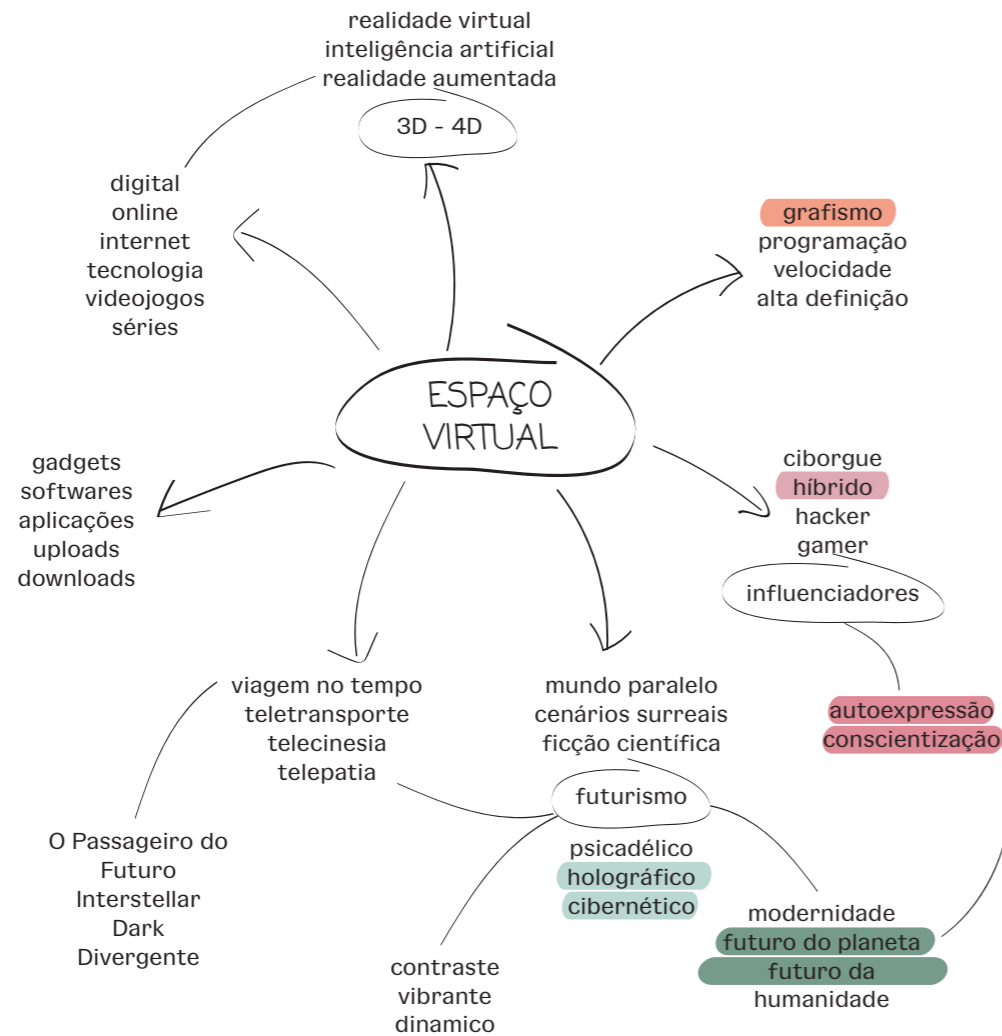 realidade virtual
inteligência artificial
realidade aumentada
3D - 4D
digital
online
internet
tecnologia
videojogos
séries
grafismo
programação
velocidade
alta definição
ESPAÇO
VIRTUAL
gadgets
softwares
aplicações
uploads
downloads
ciborgue
híbrido
hacker
gamer
influenciadores
autoexpressão
conscientização
viagem no tempo
teletransporte
telecinesia
telepatia
mundo paralelo
cenários surreais
ficção científica
futurismo
psicadélico
holográfico
cibernético
O Passageiro do
Futuro
Interstellar
Dark
Divergente
contraste
vibrante
dinamico
modernidade
futuro do planeta
futuro da
humanidade